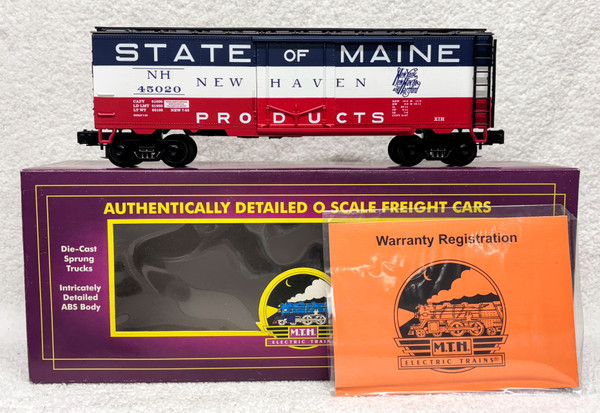 STATE OF MAINE
NH
45020
NEW HAVEN
PRODUCTS
XIH
AUTHENTICALLY DETAILED O SCALE FREIGHT CARS
Die-Cast
Sprung
Trucks
Intricately
Detailed
ABS Body
M.T.H.
ELECTRIC TRAINS
Warranty Registration
M.T.H.
ELECTRIC TRAINS®